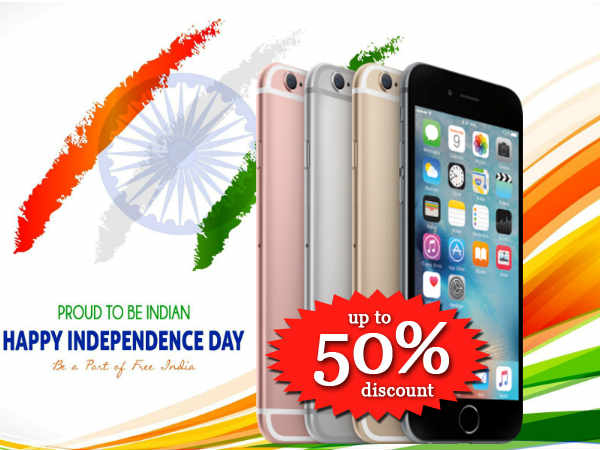 PROUD TO BE INDIAN
HAPPY INDEPENDENCE DAY
Be a Part of Free India
up to
50%
discount